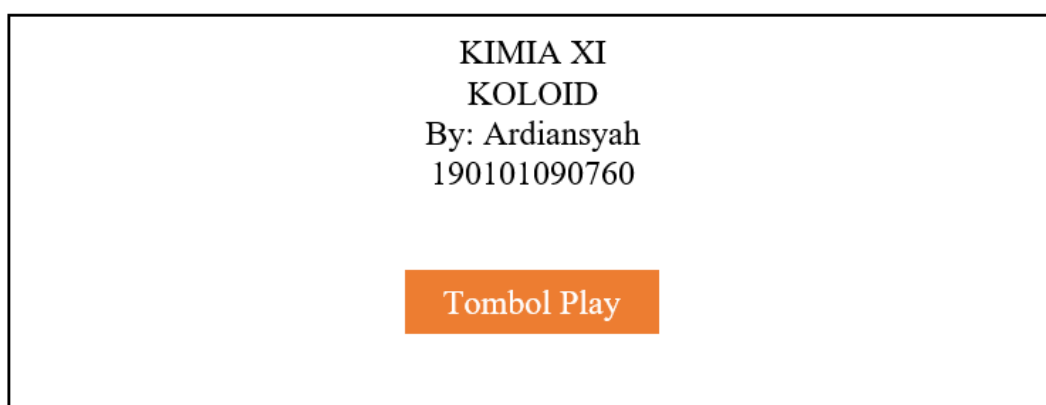 KIMIA XI
KOLOID
By: Ardiansyah
190101090760
Tombol Play